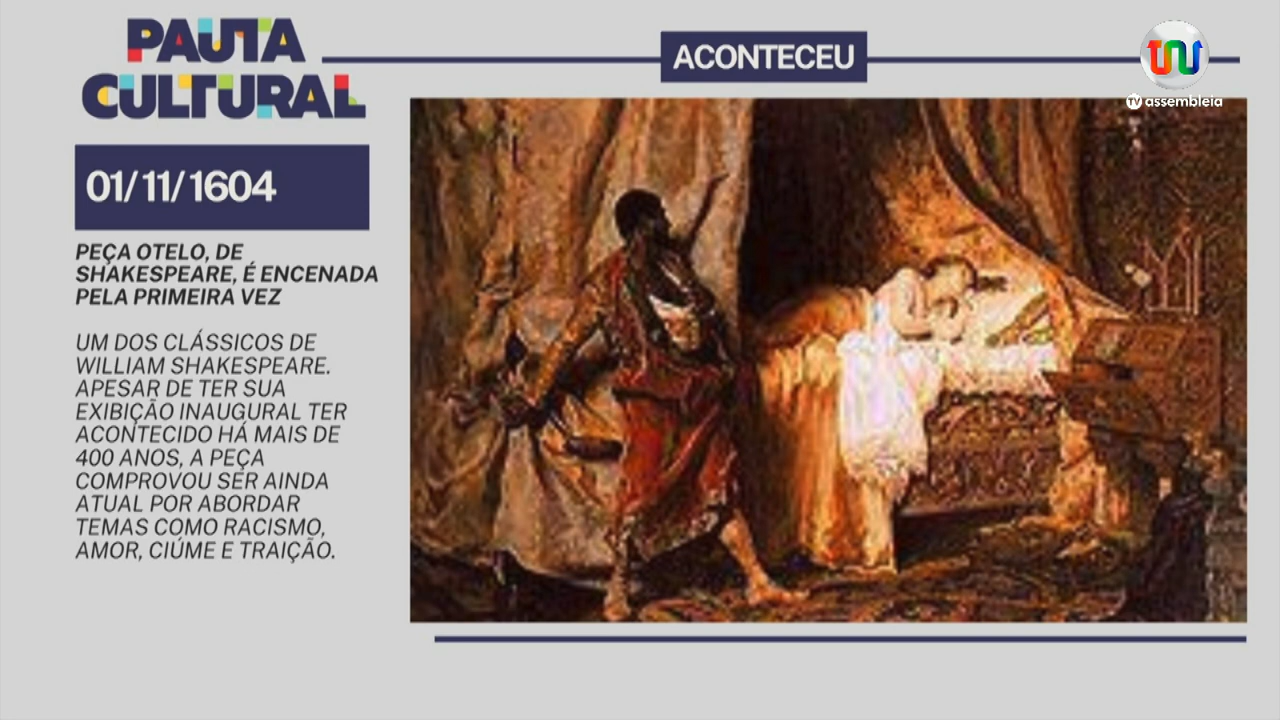 PAUTA
CULTURAL
ACONTECEU
TV assembleia
01/11/1604
PEÇA OTELO, DE
SHAKESPEARE, É ENCENADA
PELA PRIMEIRA VEZ
UM DOS CLÁSSICOS DE
WILLIAM SHAKESPEARE.
APESAR DE TER SUA
EXIBIÇÃO INAUGURAL TER
ACONTECIDO HÁ MAIS DE
400 ANOS, A PEÇA
COMPROVOU SER AINDA
ATUAL POR ABORDAR
TEMAS COMO RACISMO,
AMOR, CIÚME E TRAIÇÃO.